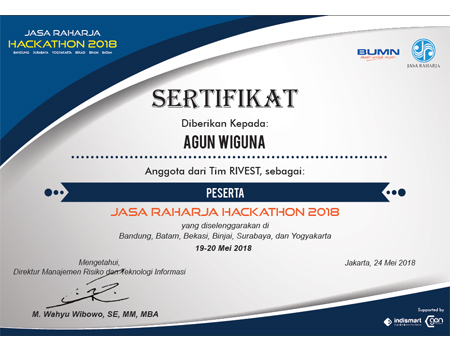 JASA RAHARJA
HACKATHON 2018
BANDUNG SURABAYA YOGYAKARTA BEKASI BINJAI BATAM
BUMN
JASA RAHARJA
SERTIFIKAT
Diberikan Kepada:
AGUN WIGUNA
Anggota dari Tim RIVEST, sebagai:
PESERTA
JASA RAHARJA HACKATHON 2018
yang diselenggarakan di
Bandung, Batam, Bekasi, Binjai, Surabaya, dan Yogyakarta
19-20 Mei 2018
Mengetahui,
Jakarta, 24 Mei 2018
Direktur Manajemen Risiko dan Teknologi Informasi
M. Wahyu Wibowo, SE, MM, MBA
Supported by
indismart